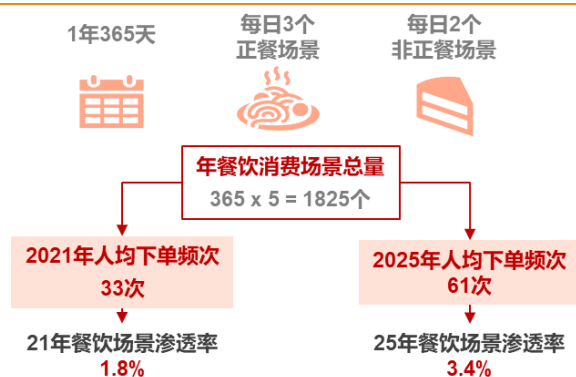 1年365天
每日3个
正餐场景
每日2个
非正餐场景
年餐饮消费场景总量
365 x 5 = 1825个
2021年人均下单频次
33次
2025年人均下单频次
61次
21年餐饮场景渗透率
1.8%
25年餐饮场景渗透率
3.4%